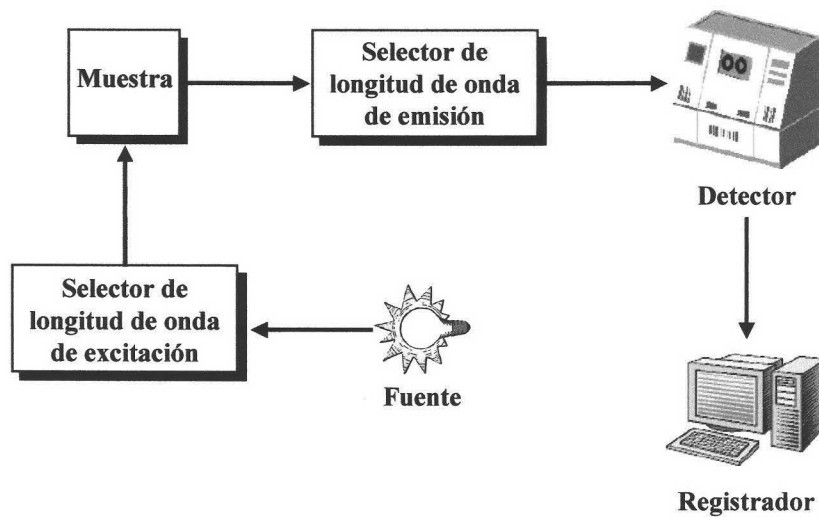 Muestra
Selector de
longitud de onda
de emisión
Detector
Selector de
longitud de onda
de excitación
Fuente
Registrador